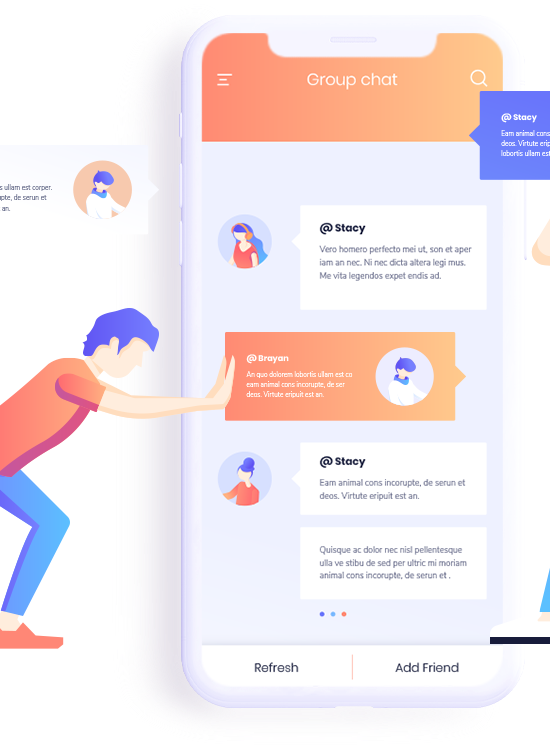 Group chat
@ Stacy
Eam animal cons
deos. Virtute erip
lobortis ullam est
s ullam est corper.
pte, de serun et
an.
@ Stacy
Vero homero perfecto mei ut, son et aper
iam an nec. Ni nec dicta altera legi mus.
Me vita legendos expet endis ad.
@ Brayan
An quo dolorem lobortis ullam est co
eam animal cons incorupte, de ser
deos. Virtute eripuit est an.
@ Stacy
Eam animal cons incorupte, de serun et
deos. Virtute eripuit est an.
Quisque ac dolor nec nisl pellentesque
ulla ve stibu de sed per ultric mi moriam
animal cons incorupte, de serun et .
Refresh
Add Friend